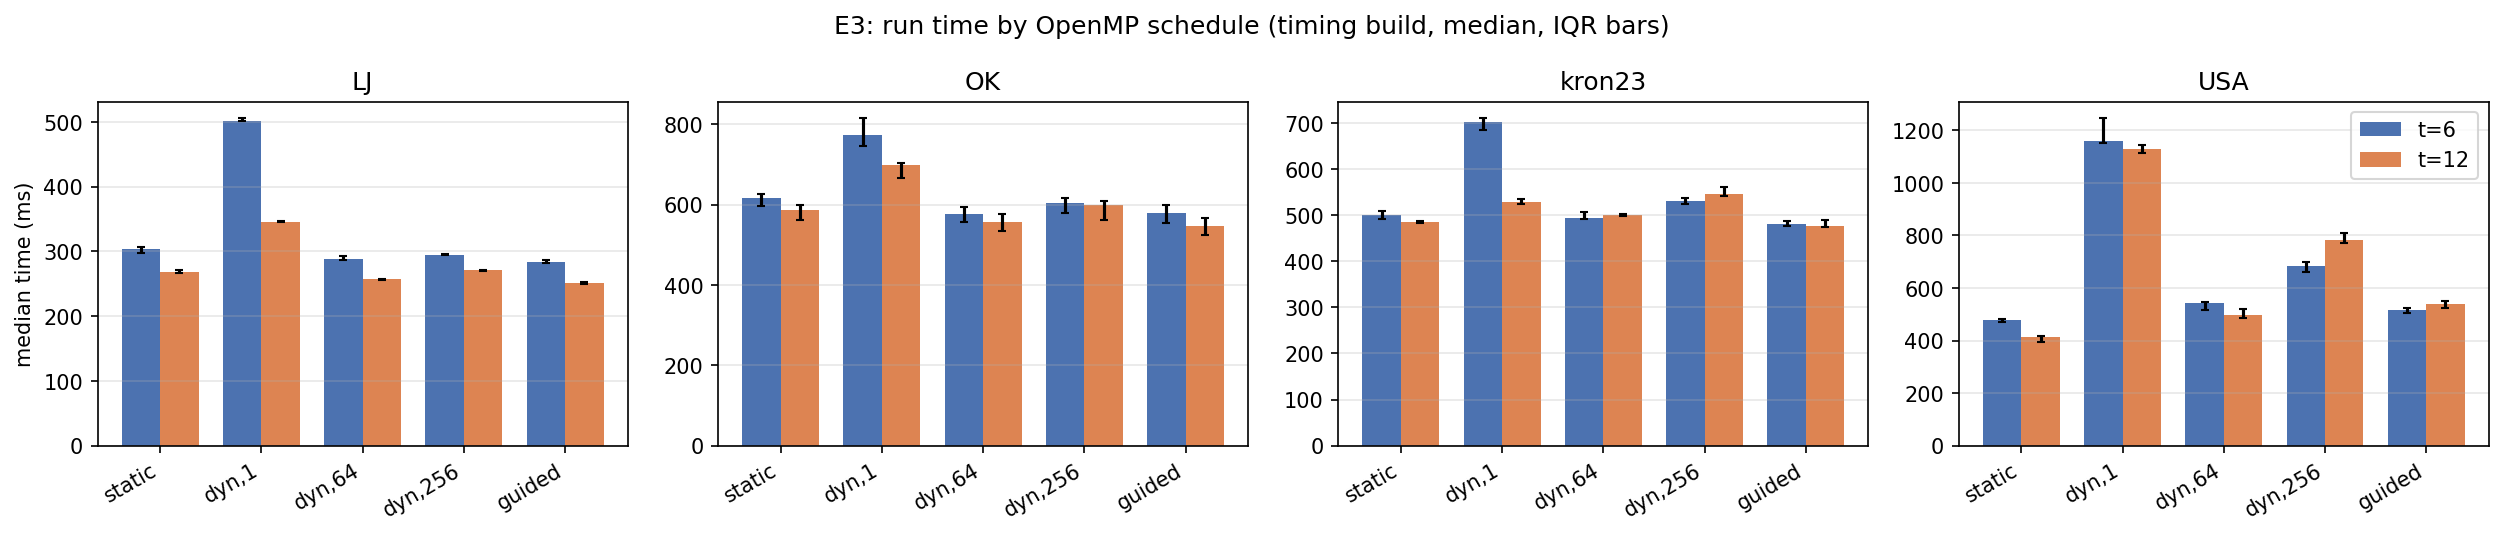 E3: run time by OpenMP schedule (timing build, median, IQR bars)
LJ
median time (ms)
500
400
300
200
100
0
static
dyn,1
dyn,64
dyn,256
guided
OK
800
600
400
200
0
static
dyn,1
dyn,64
dyn,256
guided
kron23
700
600
500
400
300
200
100
0
static
dyn,1
dyn,64
dyn,256
guided
USA
1200
1000
800
600
400
200
0
static
dyn,1
dyn,64
dyn,256
guided
t=6
t=12